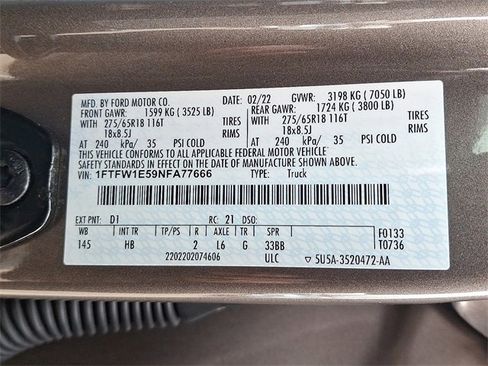 MFD. BY FORD MOTOR CO. 02/22 GVWR: 3198 KG ( 7050 LB)
FRONT GAWR: 1599 KG ( 3525 LB) REAR GAWR: 1724 KG ( 3800 LB)
WITH 275/65R18 116T TIRES WITH 275/65R18 116T TIRES
18x8.5J RIMS 18x8.5J RIMS
AT 240 kPa/ 35 PSI COLD AT 240 kPa/ 35 PSI COLD
THIS VEHICLE CONFORMS TO ALL APPLICABLE FEDERAL MOTOR VEHICLE
SAFETY STANDARDS IN EFFECT ON THE DATE OF MANUFACTURE SHOWN ABOVE.
VIN: 1FTFW1E59NFA77666 TYPE: Truck
EXT PNT: D1 RC: 21 DSO: F0133
WB BRK INT TR TP/PS R AXLE TR SPR T0736
145 HB 2 L6 G 33BB
2202202074606 ULC 5U5A-3520472-AA